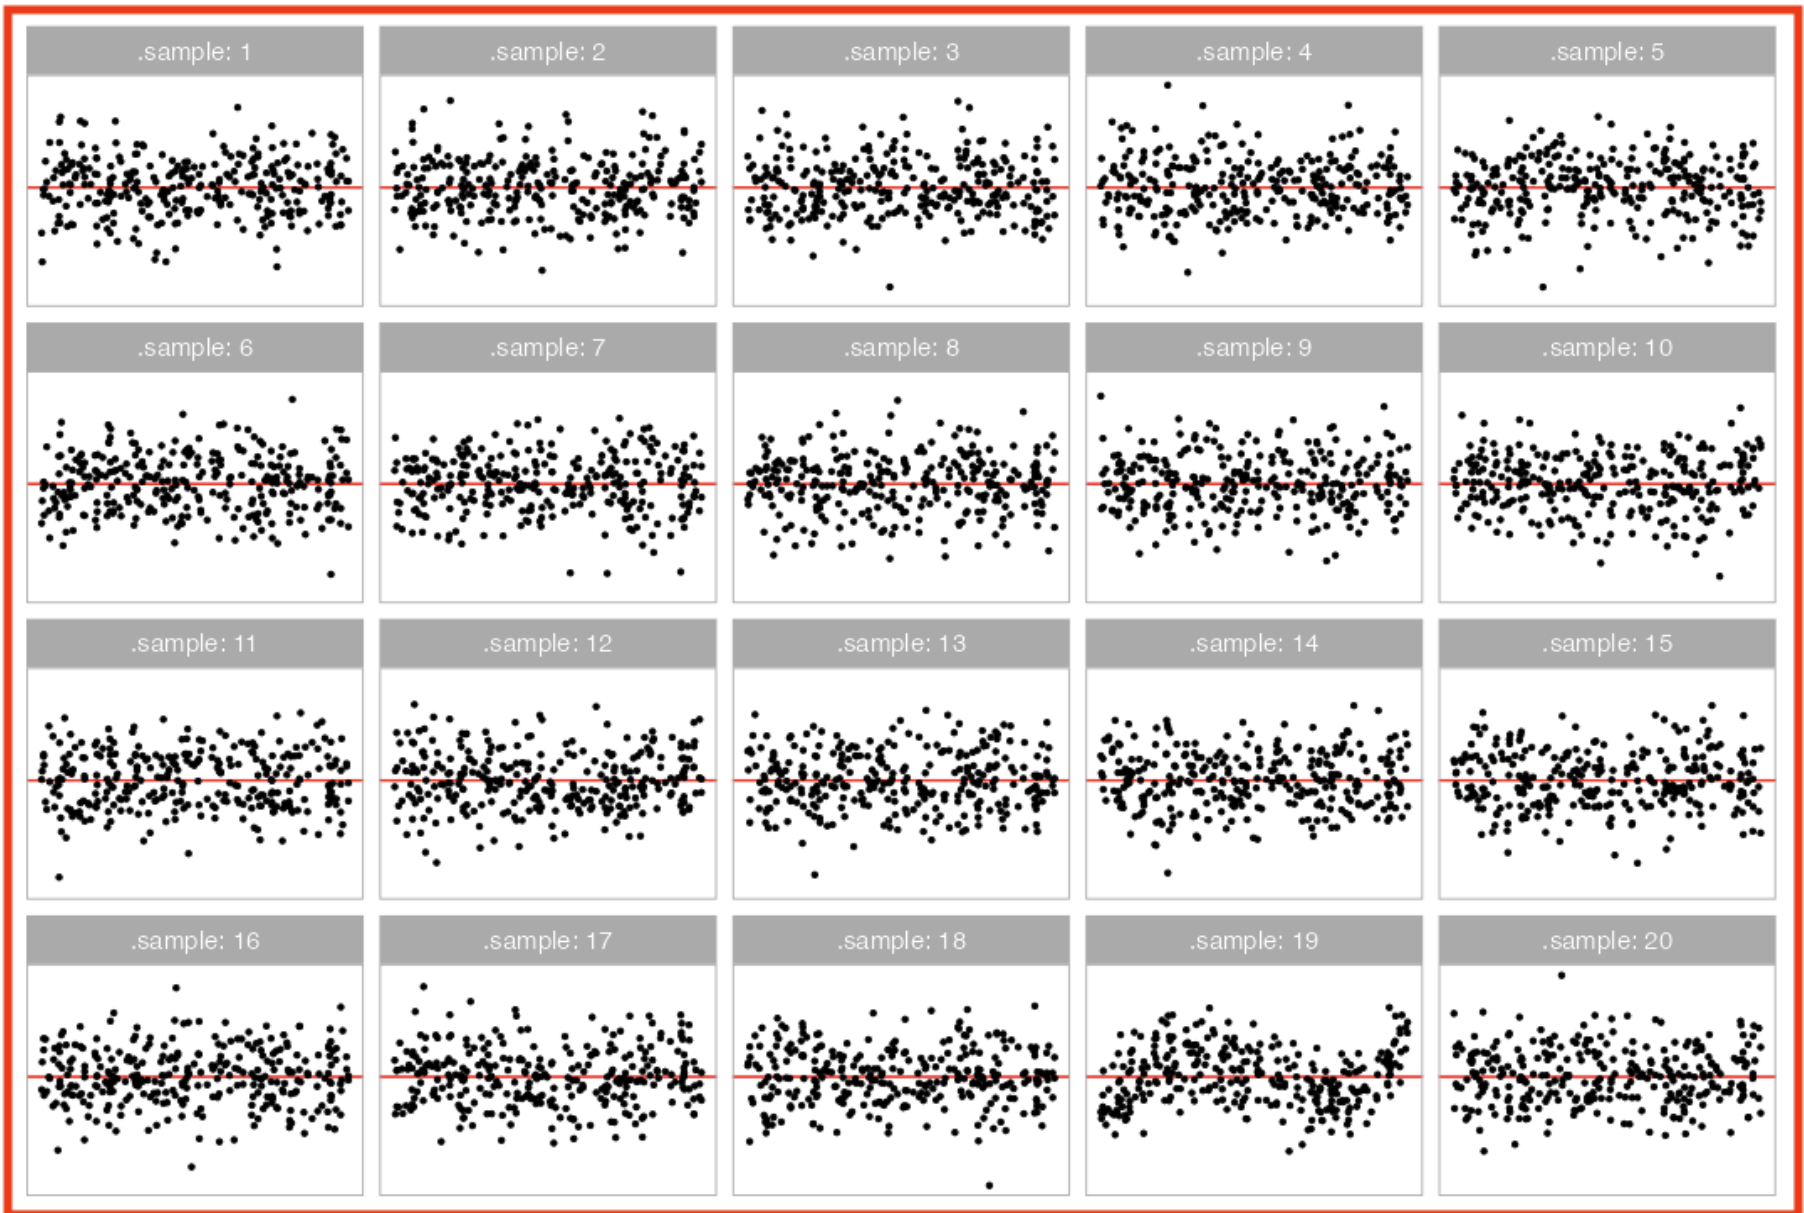 .sample: 1
.sample: 2
.sample: 3
.sample: 4
.sample: 5
.sample: 6
.sample: 7
.sample: 8
.sample: 9
.sample: 10
.sample: 11
.sample: 12
.sample: 13
.sample: 14
.sample: 15
.sample: 16
.sample: 17
.sample: 18
.sample: 19
.sample: 20